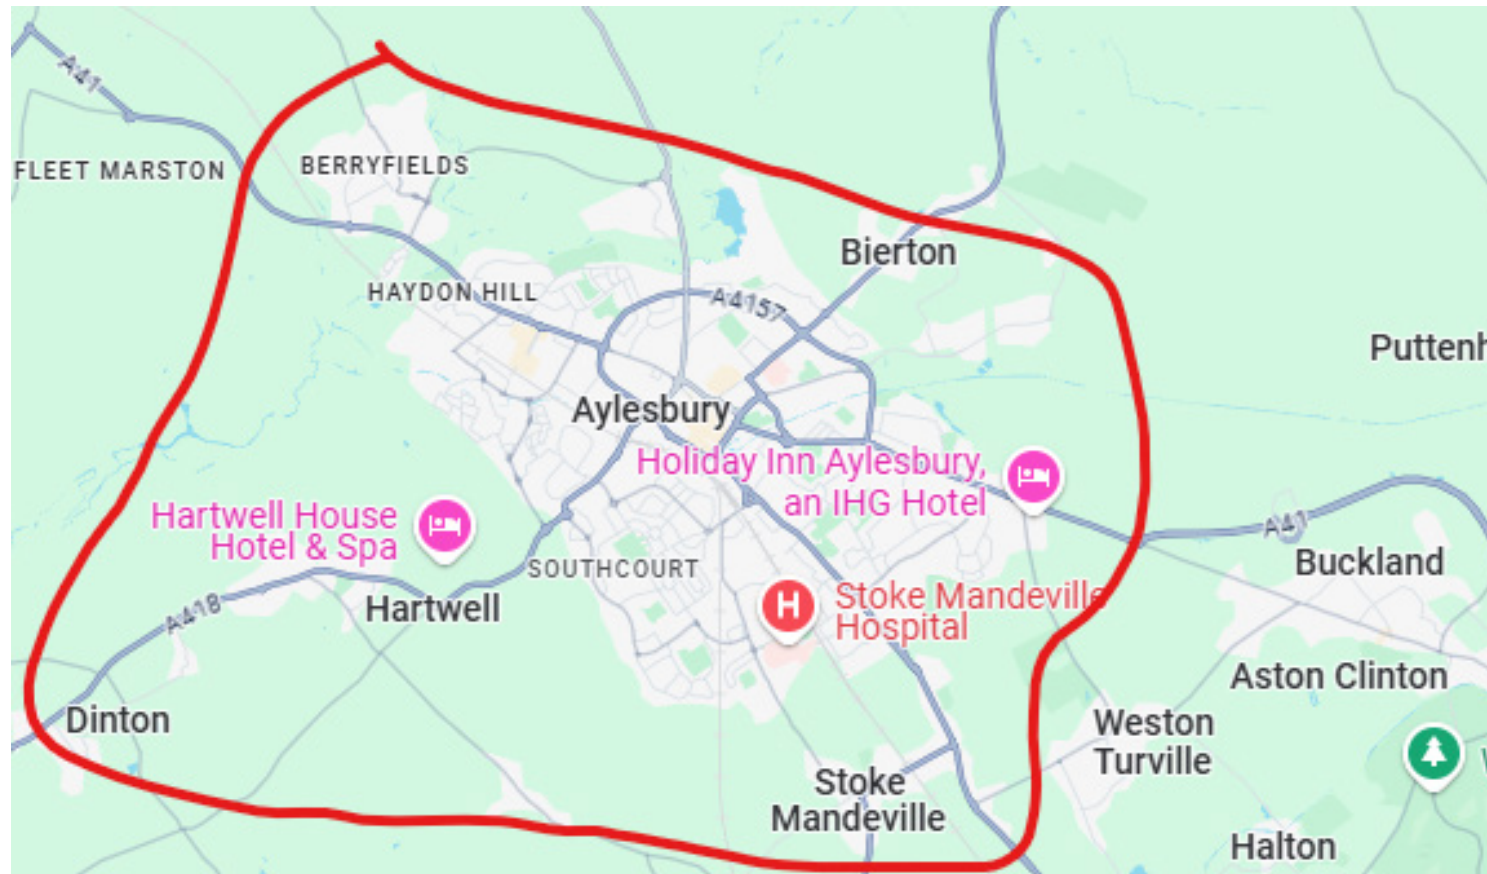 A41
FLEET MARSTON
BERRYFIELDS
Bierton
HAYDON HILL
A4157
Puttenh
Aylesbury
Holiday Inn Aylesbury,
an IHG Hotel
Hartwell House
Hotel & Spa
A41
SOUTHCOURT
Buckland
Stoke Mandeville
Hospital
A418
Hartwell
Aston Clinton
Dinton
Weston
Turville
Stoke
Mandeville
Halton